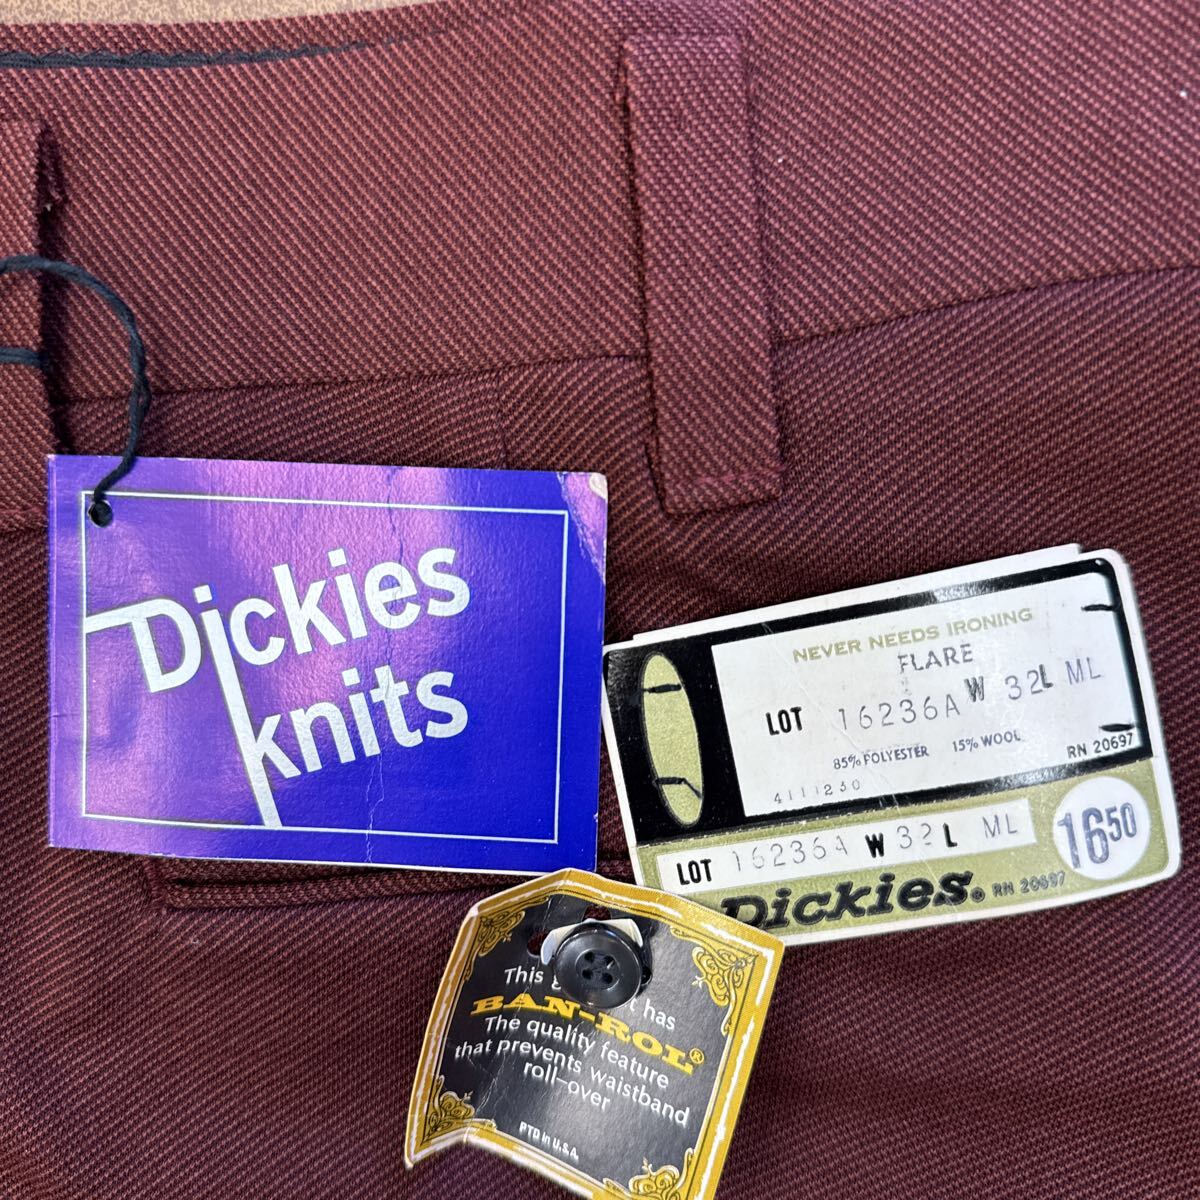 Dickies
knits
NEVER NEEDS IRONING
FLARE
LOT 16236A W 32 L ML
85% POLYESTER 15% WOOL
RN 20697
4111230
LOT 16236A W 32 L ML
16 50
Dickies® RN 20697
This has
BAN-ROL®
The quality feature
that prevents waistband
roll-over
PTD in U.S.A.